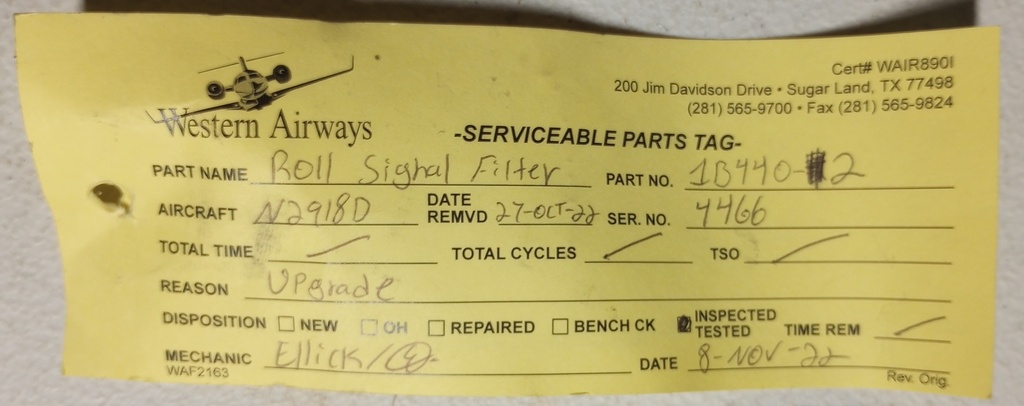 Cert# WAIR890I
200 Jim Davidson Drive • Sugar Land, TX 77498
(281) 565-9700 • Fax (281) 565-9824
Western Airways
-SERVICEABLE PARTS TAG-
PART NAME Roll Signal Filter PART NO. 1B440-2
AIRCRAFT N2918D DATE REMVD 27-OCT-22 SER. NO. 4466
TOTAL TIME TOTAL CYCLES TSO
REASON UPgrade
DISPOSITION NEW OH REPAIRED BENCH CK INSPECTED TESTED TIME REM
MECHANIC Ellick/ DATE 8-NOV-22
WAF2163 Rev. Orig.